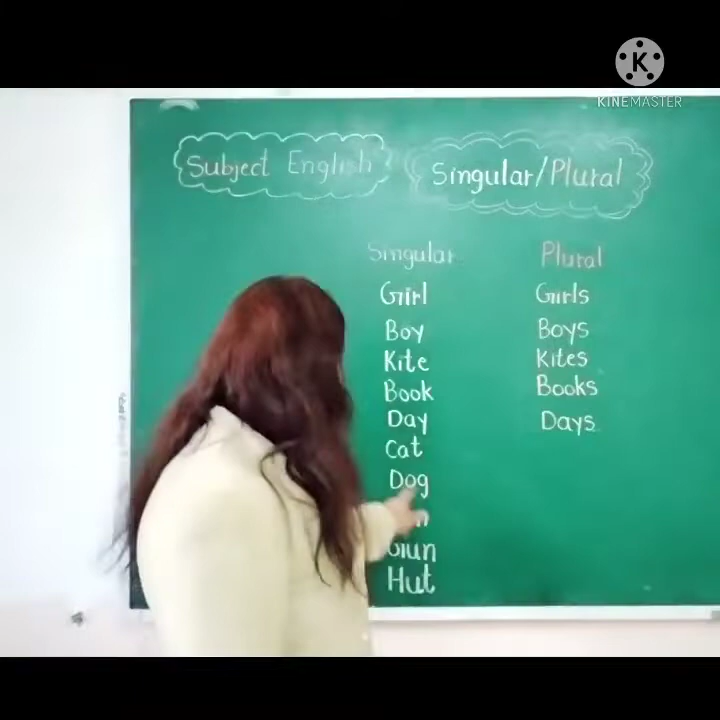 K
KINEMASTER
Subject English
Singular/Plural
Singular Plural
Girl Girls
Boy Boys
Kite Kites
Book Books
Day Days
Cat
Dog
Gun
Hut